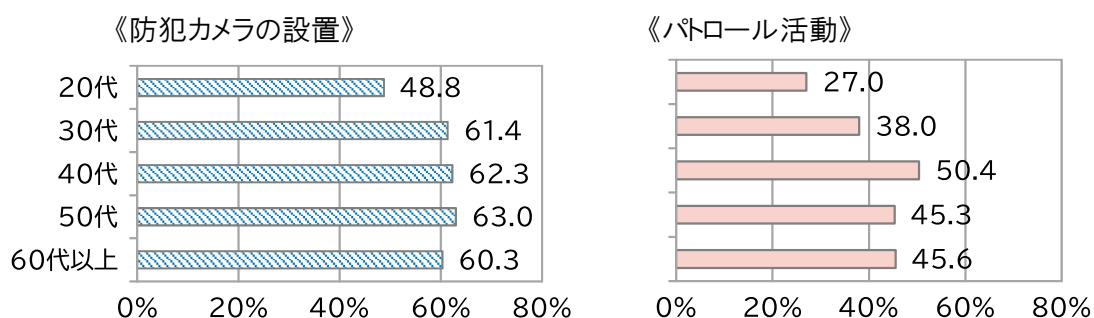 《防犯カメラの設置》
20代 48.8
30代 61.4
40代 62.3
50代 63.0
60代以上 60.3
0% 20% 40% 60% 80%
《パトロール活動》
27.0
38.0
50.4
45.3
45.6
0% 20% 40% 60% 80%